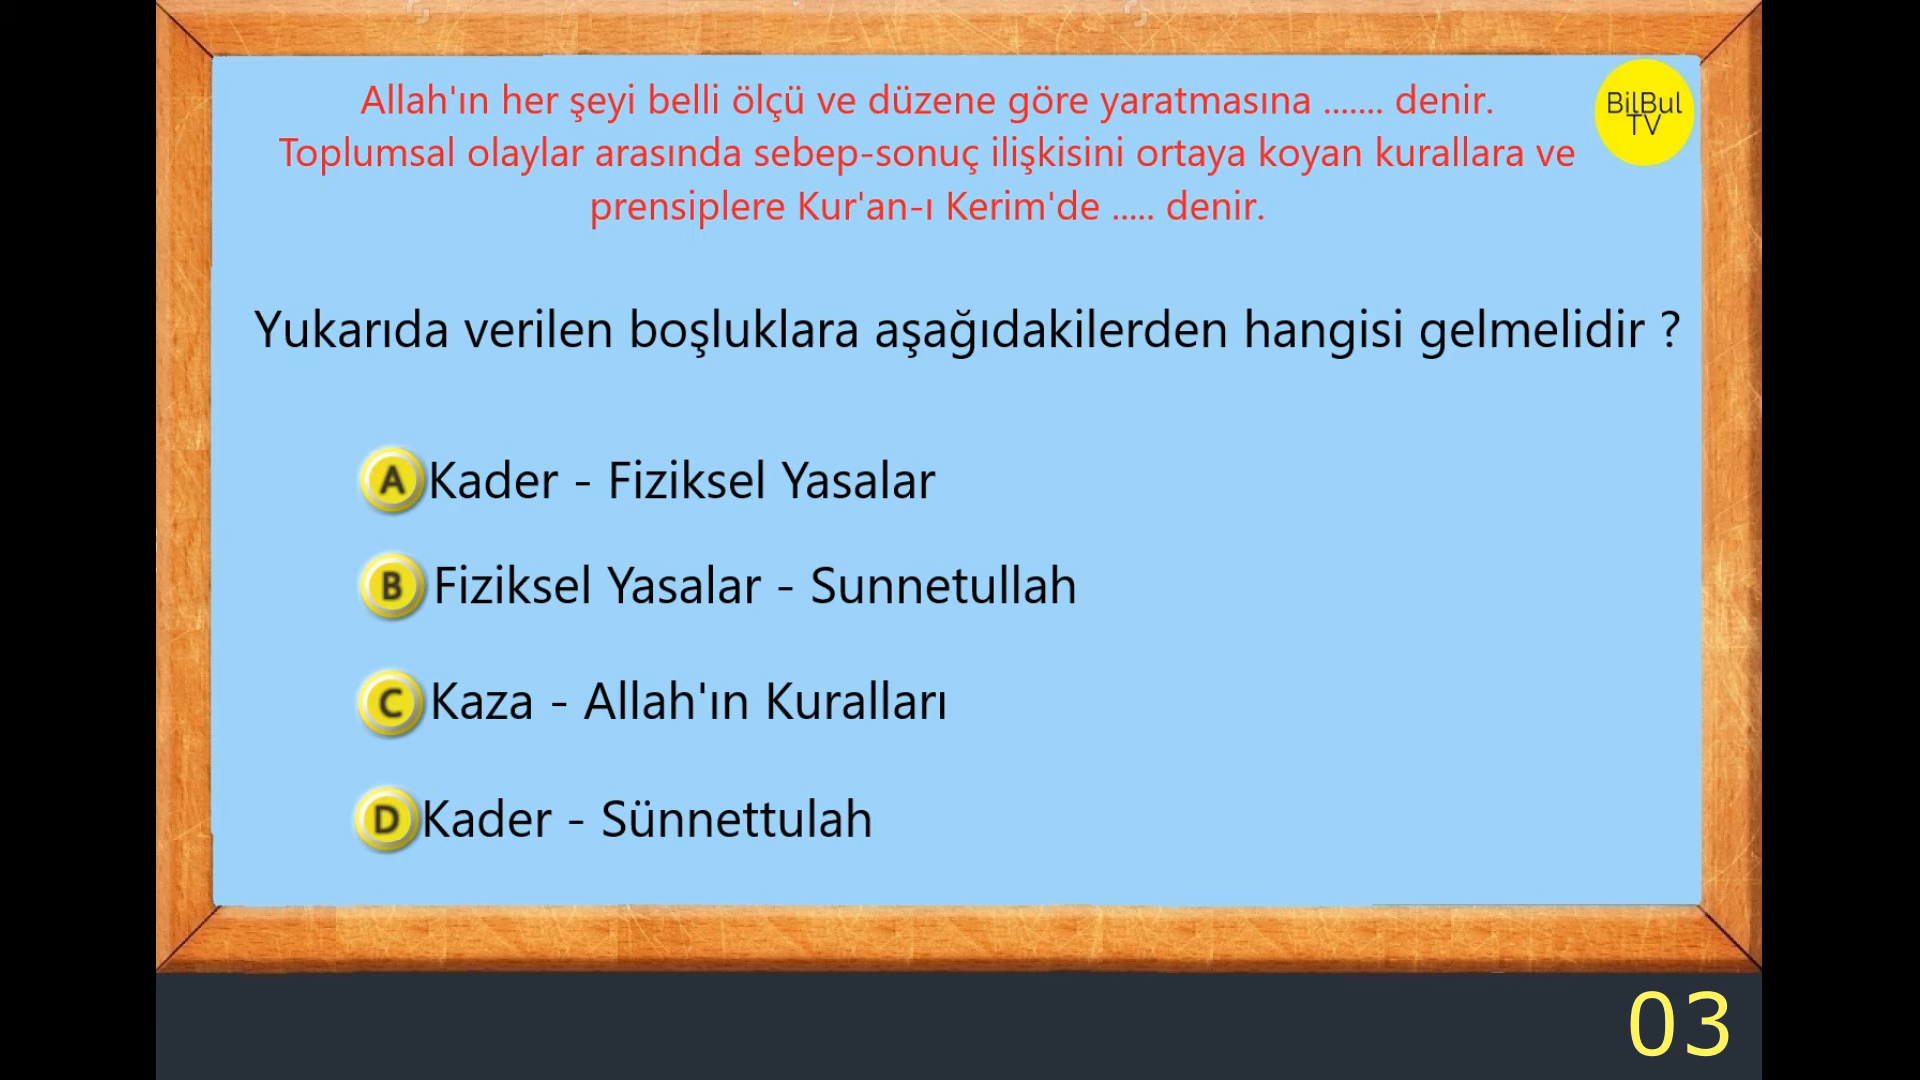 Allah'ın her şeyi belli ölçü ve düzene göre yaratmasına ....... denir.
Toplumsal olaylar arasında sebep-sonuç ilişkisini ortaya koyan kurallara ve
prensiplere Kur'an-ı Kerim'de ..... denir.
BilBul
TV
Yukarıda verilen boşluklara aşağıdakilerden hangisi gelmelidir ?
A Kader - Fiziksel Yasalar
B Fiziksel Yasalar - Sunnetullah
C Kaza - Allah'ın Kuralları
D Kader - Sünnettulah
03